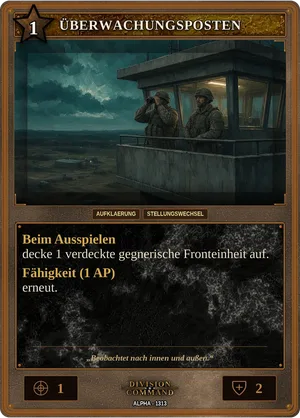 1
ÜBERWACHUNGSPOSTEN
AUFKLAERUNG STELLUNGSWECHSEL
Beim Ausspielen
decke 1 verdeckte gegnerische Fronteinheit auf.
Fähigkeit (1 AP)
erneut.
„Beobachtet nach innen und außen.“
1
DIVISION
COMMAND
ALPHA - 1313
2